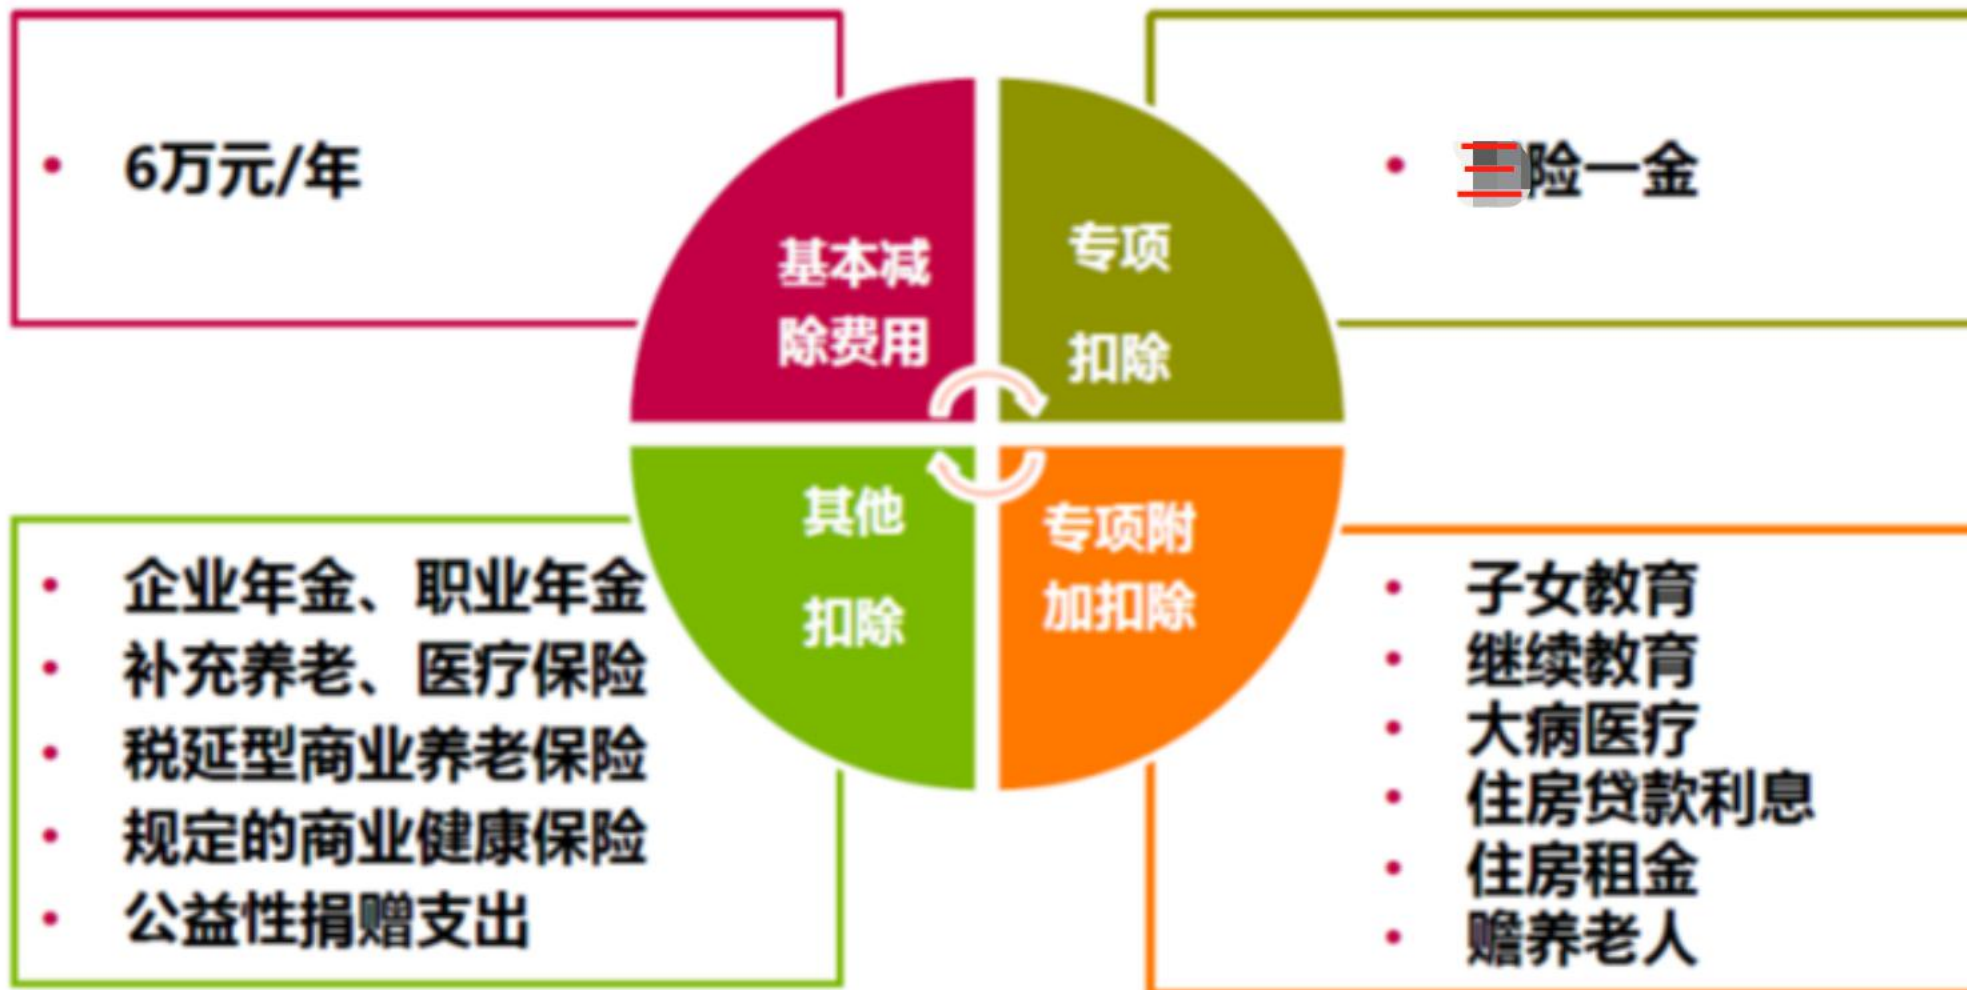 6万元/年
基本减
除费用
专项
扣除
三险一金
其他
扣除
专项附
加扣除
• 企业年金、职业年金
• 补充养老、医疗保险
• 税延型商业养老保险
• 规定的商业健康保险
• 公益性捐赠支出
• 子女教育
• 继续教育
• 大病医疗
• 住房贷款利息
• 住房租金
• 赡养老人